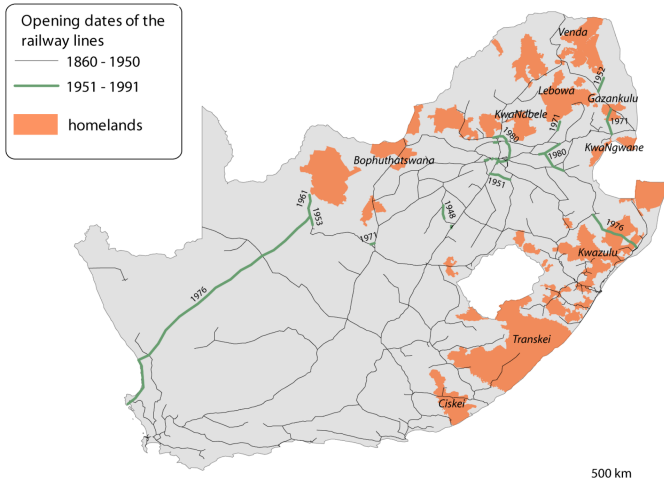 Opening dates of the
railway lines
1860 - 1950
1951 - 1991
homelands
Venda
1952
Lebowa
Gazankulu
KwaNdbele
1971
1971
1980
KwaNgwane
Bophuthatswana
1980
1951
1961
1953
1948
1971
1976
Kwazulu
1976
Transkei
Ciskei
500 km